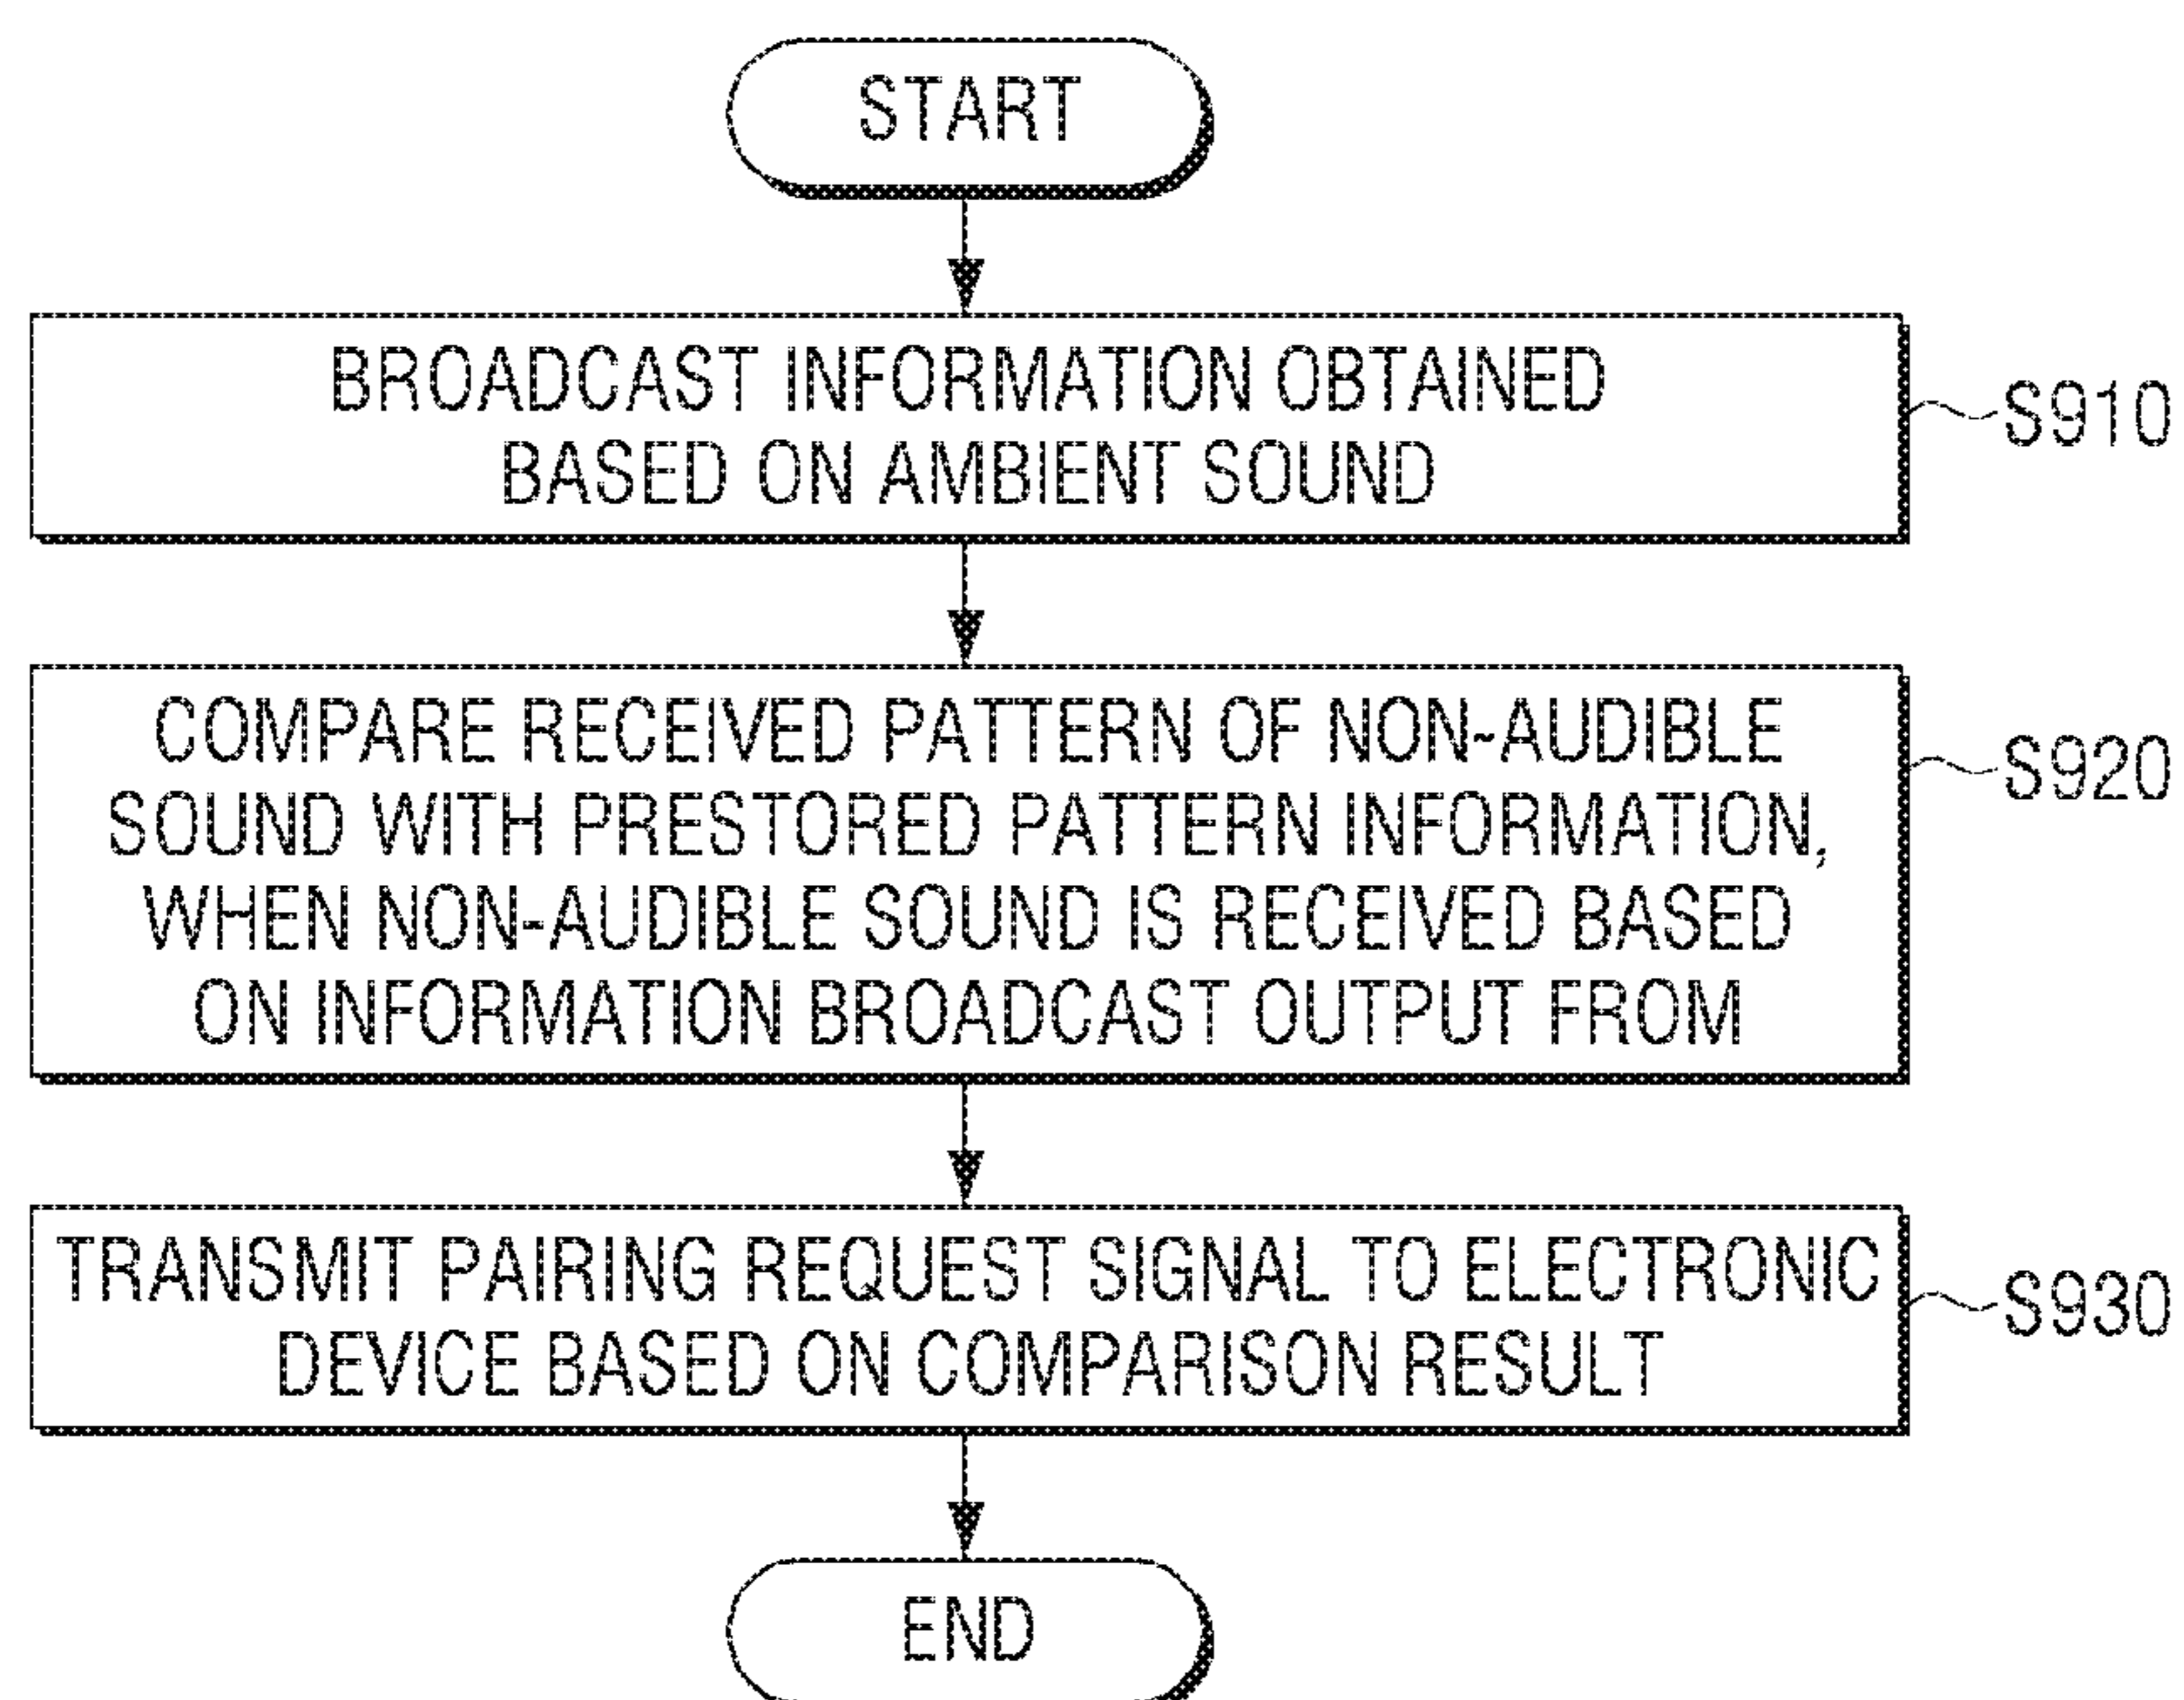 START
BROADCAST INFORMATION OBTAINED
BASED ON AMBIENT SOUND
S910
COMPARE RECEIVED PATTERN OF NON-AUDIBLE
SOUND WITH PRESTORED PATTERN INFORMATION,
WHEN NON-AUDIBLE SOUND IS RECEIVED BASED
ON INFORMATION BROADCAST OUTPUT FROM
S920
TRANSMIT PAIRING REQUEST SIGNAL TO ELECTRONIC
DEVICE BASED ON COMPARISON RESULT
S930
END